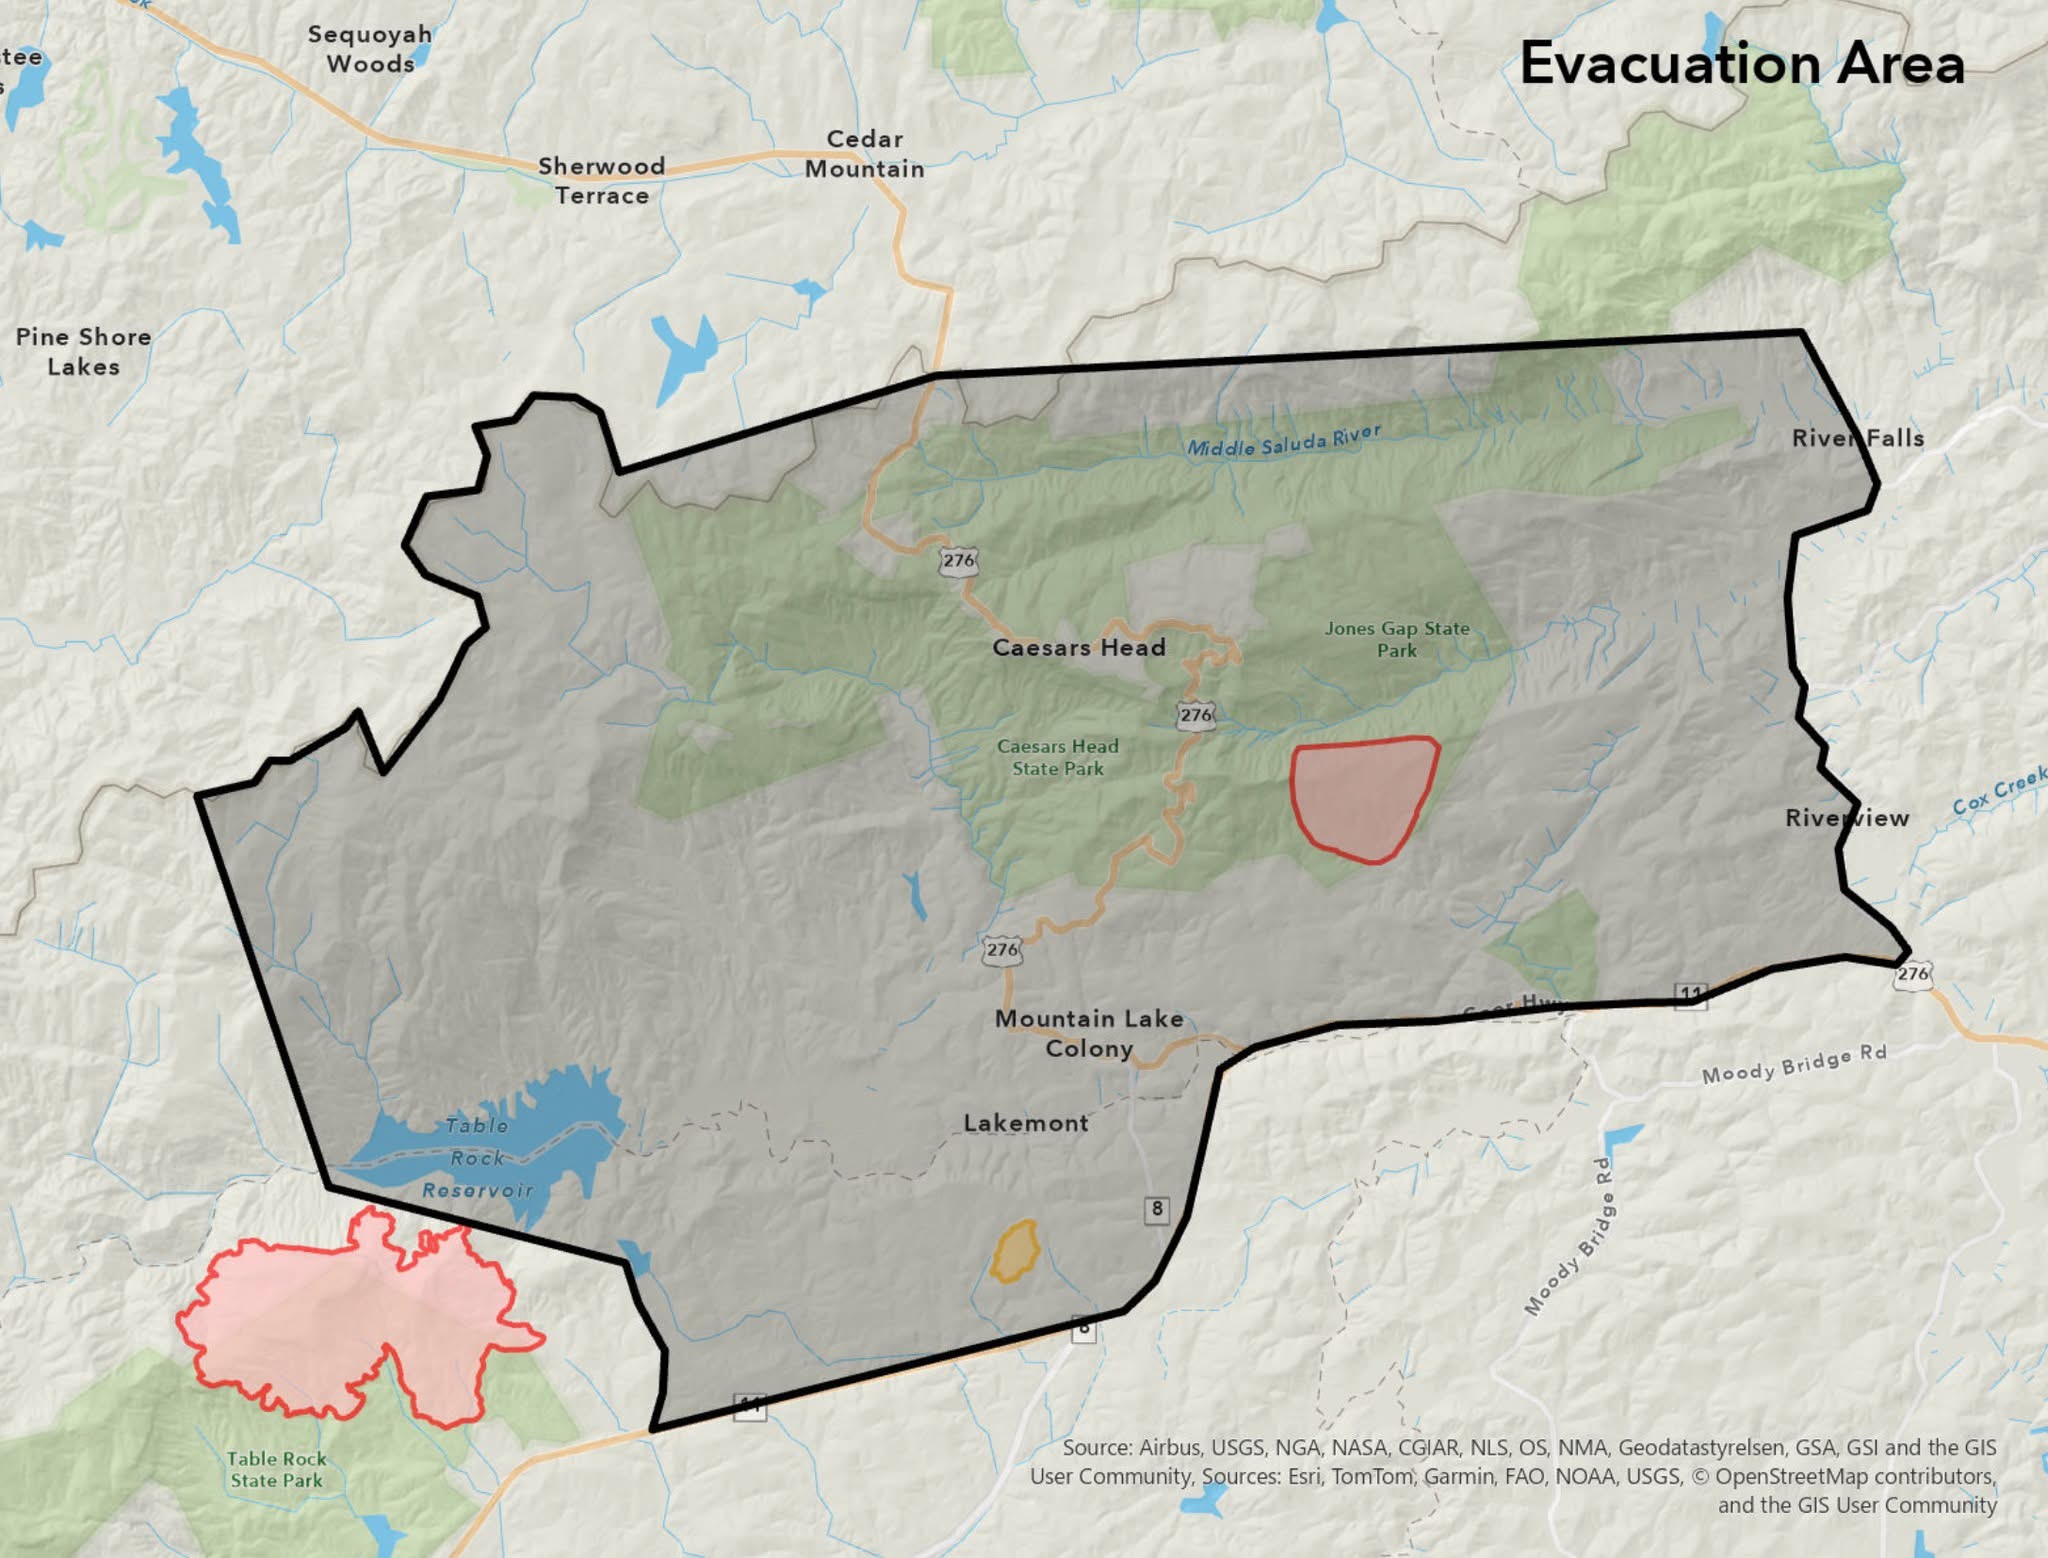 Evacuation Area
Sequoyah
Woods
Cedar
Mountain
Sherwood
Terrace
Pine Shore
Lakes
River Falls
Middle Saluda River
276
Caesars Head
Jones Gap State
Park
276
Caesars Head
State Park
Cox Creek
Riverview
276
276
11
Geer Hwy
Mountain Lake
Colony
Moody Bridge Rd
Lakemont
Table
Rock
Reservoir
8
Moody Bridge Rd
8
11
Table Rock
State Park
Source: Airbus, USGS, NGA, NASA, CGIAR, NLS, OS, NMA, Geodatastyrelsen, GSA, GSI and the GIS
User Community, Sources: Esri, TomTom, Garmin, FAO, NOAA, USGS, © OpenStreetMap contributors,
and the GIS User Community